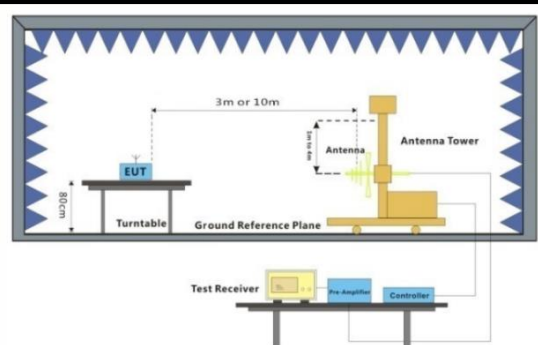 3m or 10m
Antenna Tower
1m to 4m
Antenna
EUT
80cm
Turntable
Ground Reference Plane
Test Receiver
Pre-Amplifier
Controller